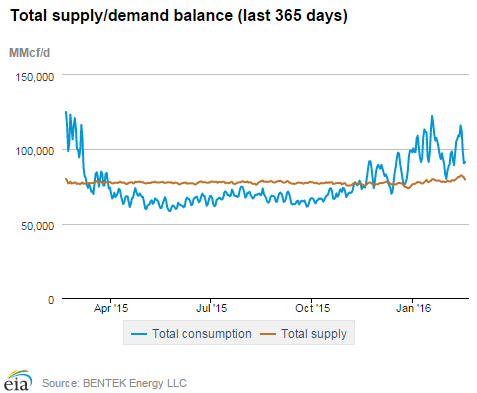 Total supply/demand balance (last 365 days)
MMcf/d
150,000
100,000
50,000
0
Apr '15 Jul '15 Oct '15 Jan '16
Total consumption Total supply
eia Source: BENTEK Energy LLC